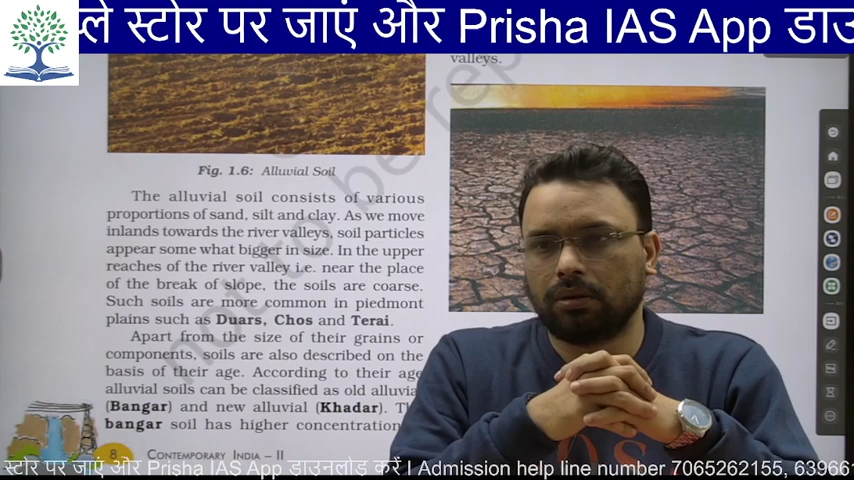 ले स्टोर पर जाएं और Prisha IAS App
valleys.
Fig. 1.6: Alluvial Soil
The alluvial soil consists of various
proportions of sand, silt and clay. As we move
inlands towards the river valleys, soil particles
appear some what bigger in size. In the upper
reaches of the river valley i.e. near the place
of the break of slope, the soils are coarse.
Such soils are more common in piedmont
plains such as Duars, Chos and Terai.
Apart from the size of their grains or
components, soils are also described on the
basis of their age. According to their age
alluvial soils can be classified as old
(Bangar) and new alluvial (Khadar).
bangar soil has higher concentration
not to be
8 CONTEMPORARY INDIA – II
स्टोर पर जाएं और Prisha IAS App डाउनलोड करें I Admission help line number 7065262155,